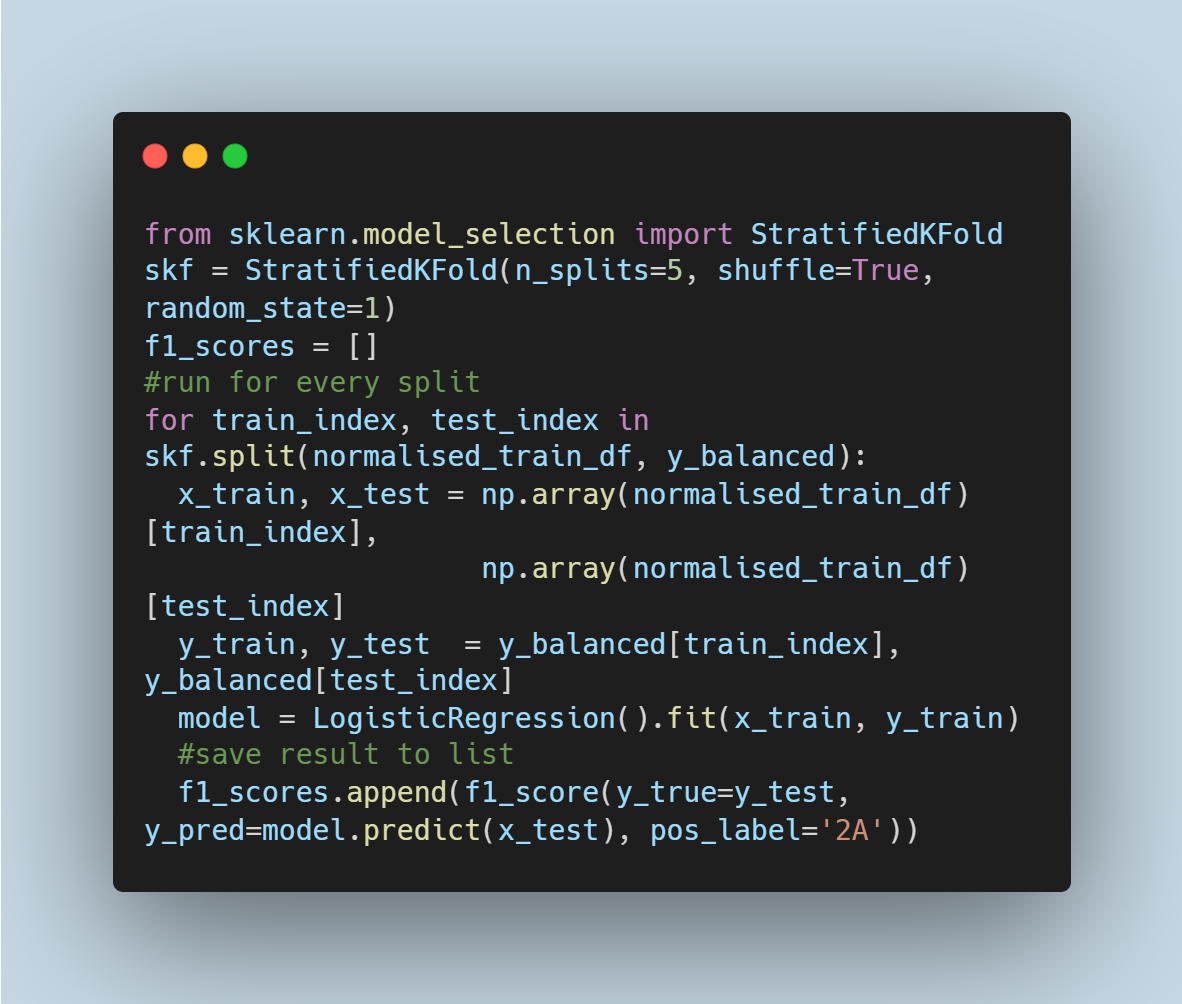 from sklearn.model_selection import StratifiedKFold
skf = StratifiedKFold(n_splits=5, shuffle=True,
random_state=1)
f1_scores = []
#run for every split
for train_index, test_index in
skf.split(normalised_train_df, y_balanced):
  x_train, x_test = np.array(normalised_train_df)
[train_index],
                    np.array(normalised_train_df)
[test_index]
  y_train, y_test  = y_balanced[train_index],
y_balanced[test_index]
  model = LogisticRegression().fit(x_train, y_train)
  #save result to list
  f1_scores.append(f1_score(y_true=y_test,
y_pred=model.predict(x_test), pos_label='2A'))